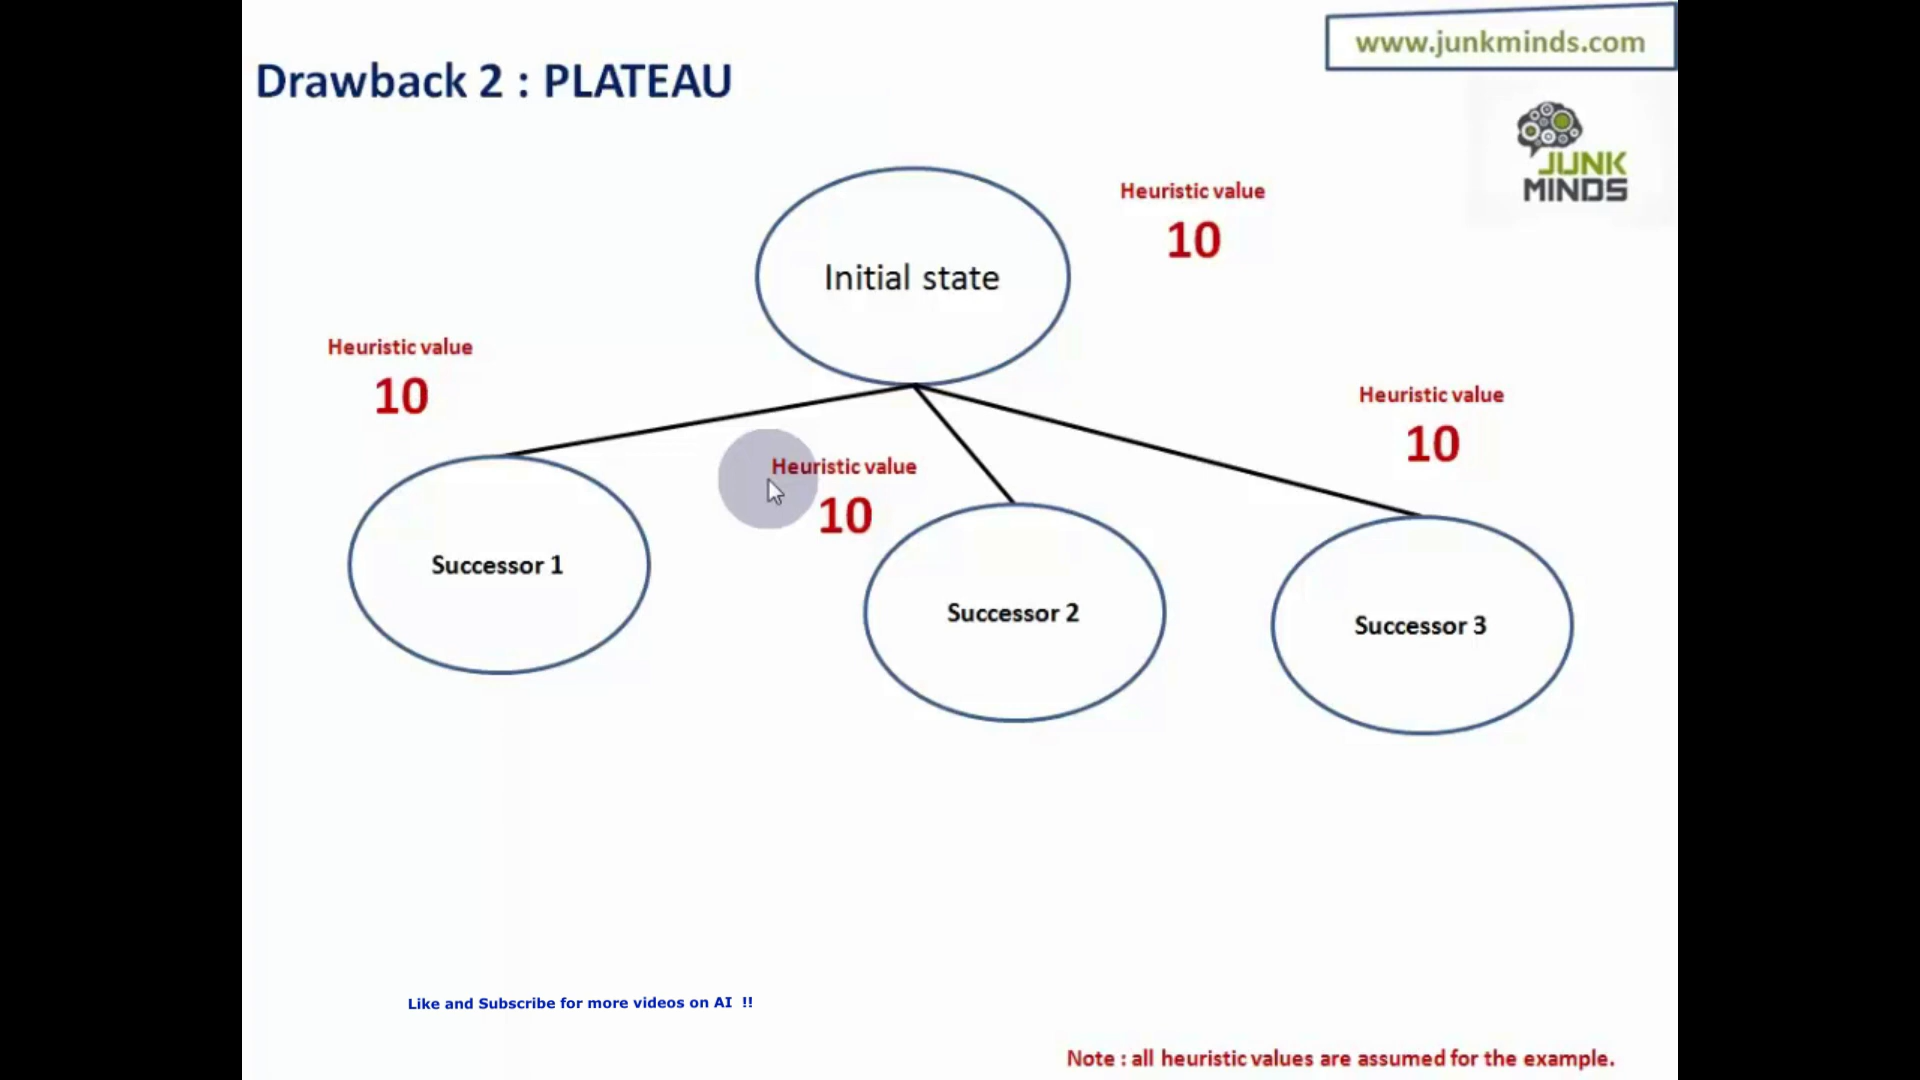 www.junkminds.com
Drawback 2 : PLATEAU
JUNK
MINDS
Heuristic value
10
Initial state
Heuristic value
10
Heuristic value
10
Heuristic value
10
Successor 1
Successor 2
Successor 3
Like and Subscribe for more videos on AI !!
Note : all heuristic values are assumed for the example.